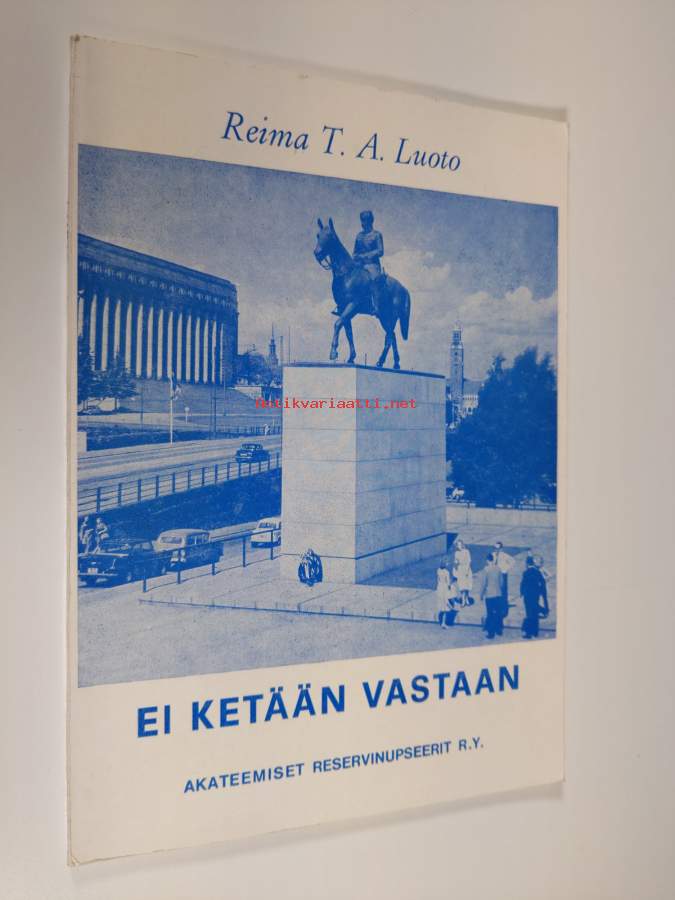 Reima T. A. Luoto
Antikvariaatti.net
EI KETÄÄN VASTAAN
AKATEEMISET RESERVINUPSEERIT R.Y.